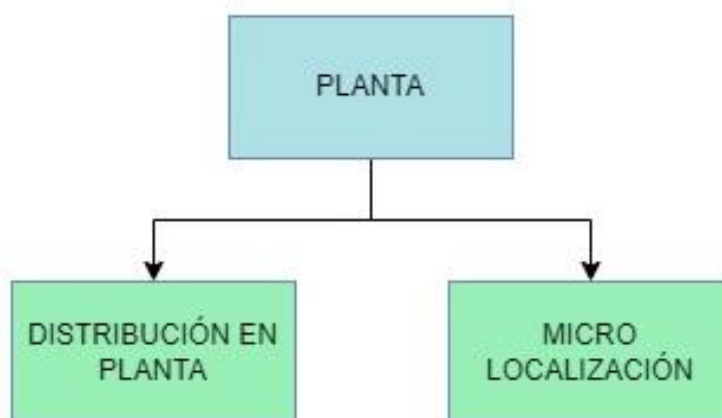 PLANTA
DISTRIBUCIÓN EN
PLANTA
MICRO
LOCALIZACIÓN